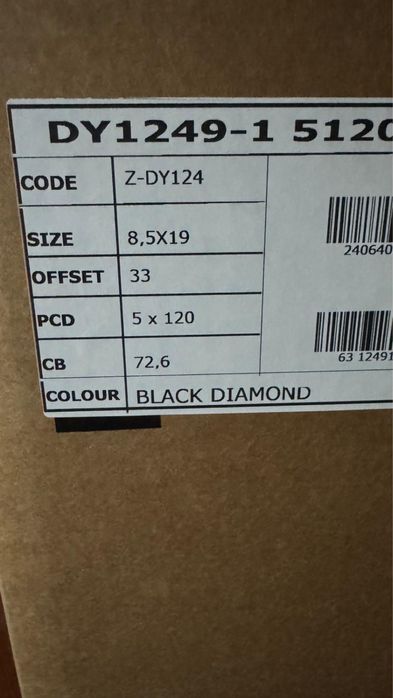 DY1249-1 5120
CODE Z-DY124
SIZE 8,5X19
240640
OFFSET 33
PCD 5 x 120
63 12491
CB 72,6
COLOUR BLACK DIAMOND